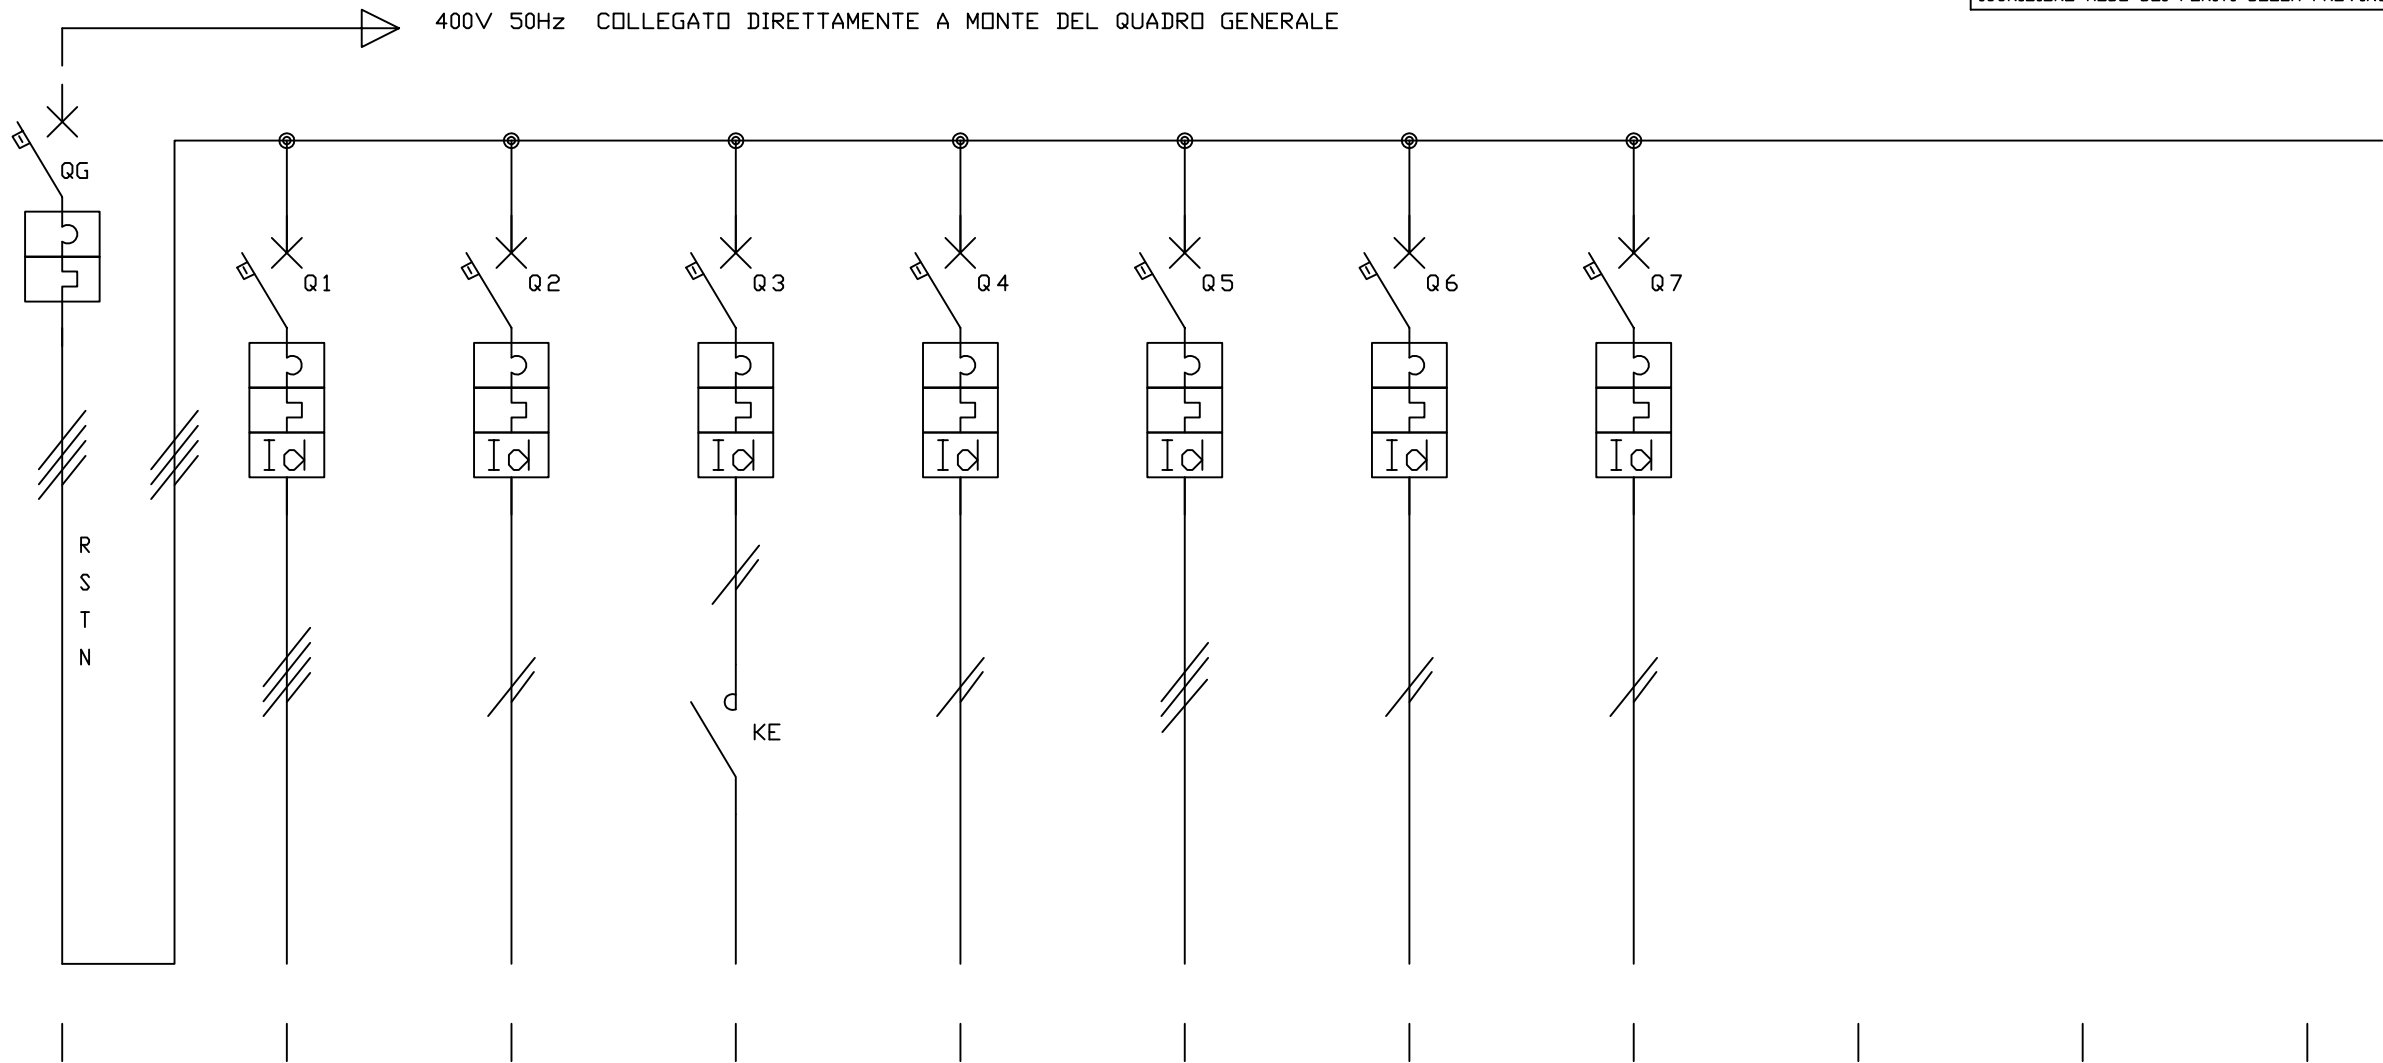 400V 50Hz COLLEGATO DIRETTAMENTE A MONTE DEL QUADRO GENERALE
QG
Q1
Q2
Q3
Q4
Q5
Q6
Q7
Id
Id
Id
Id
Id
Id
Id
R
S
T
N
KE